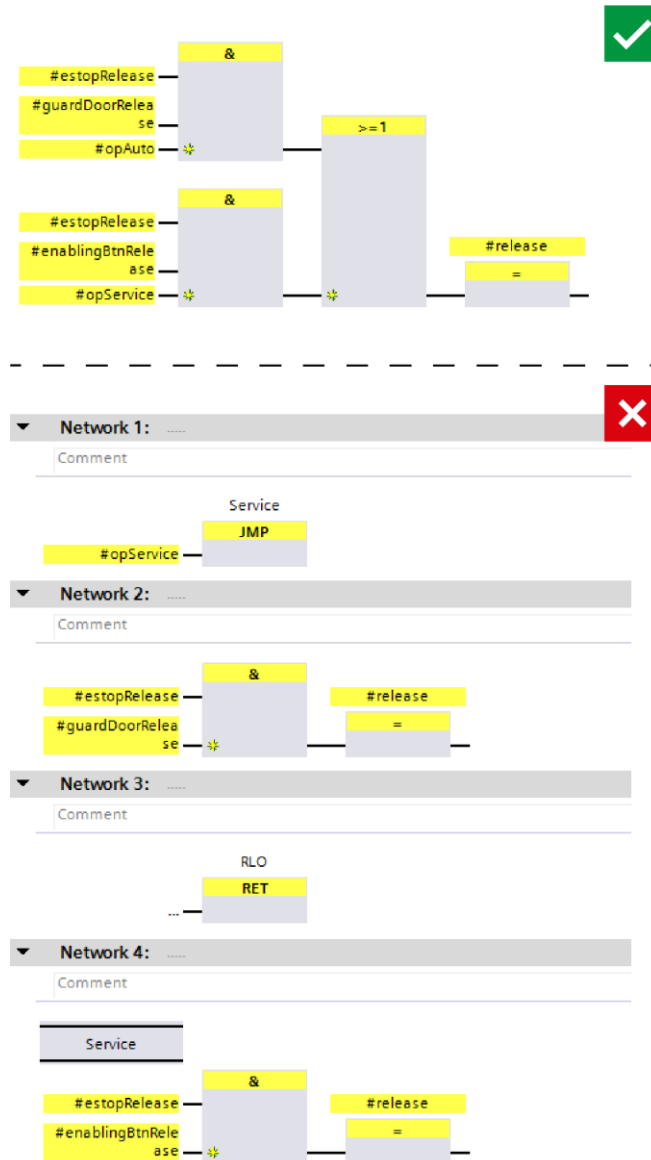 &
#estopRelease
#guardDoorRelea
se
>=1
#opAuto
&
#estopRelease
#enablingBtnRele
ase
#release
=
#opService
Network 1: .....
Comment
Service
JMP
#opService
Network 2: .....
Comment
&
#estopRelease
#release
#guardDoorRelea
se
=
Network 3: .....
Comment
RLO
RET
...
Network 4: .....
Comment
Service
&
#estopRelease
#release
#enablingBtnRele
ase
=